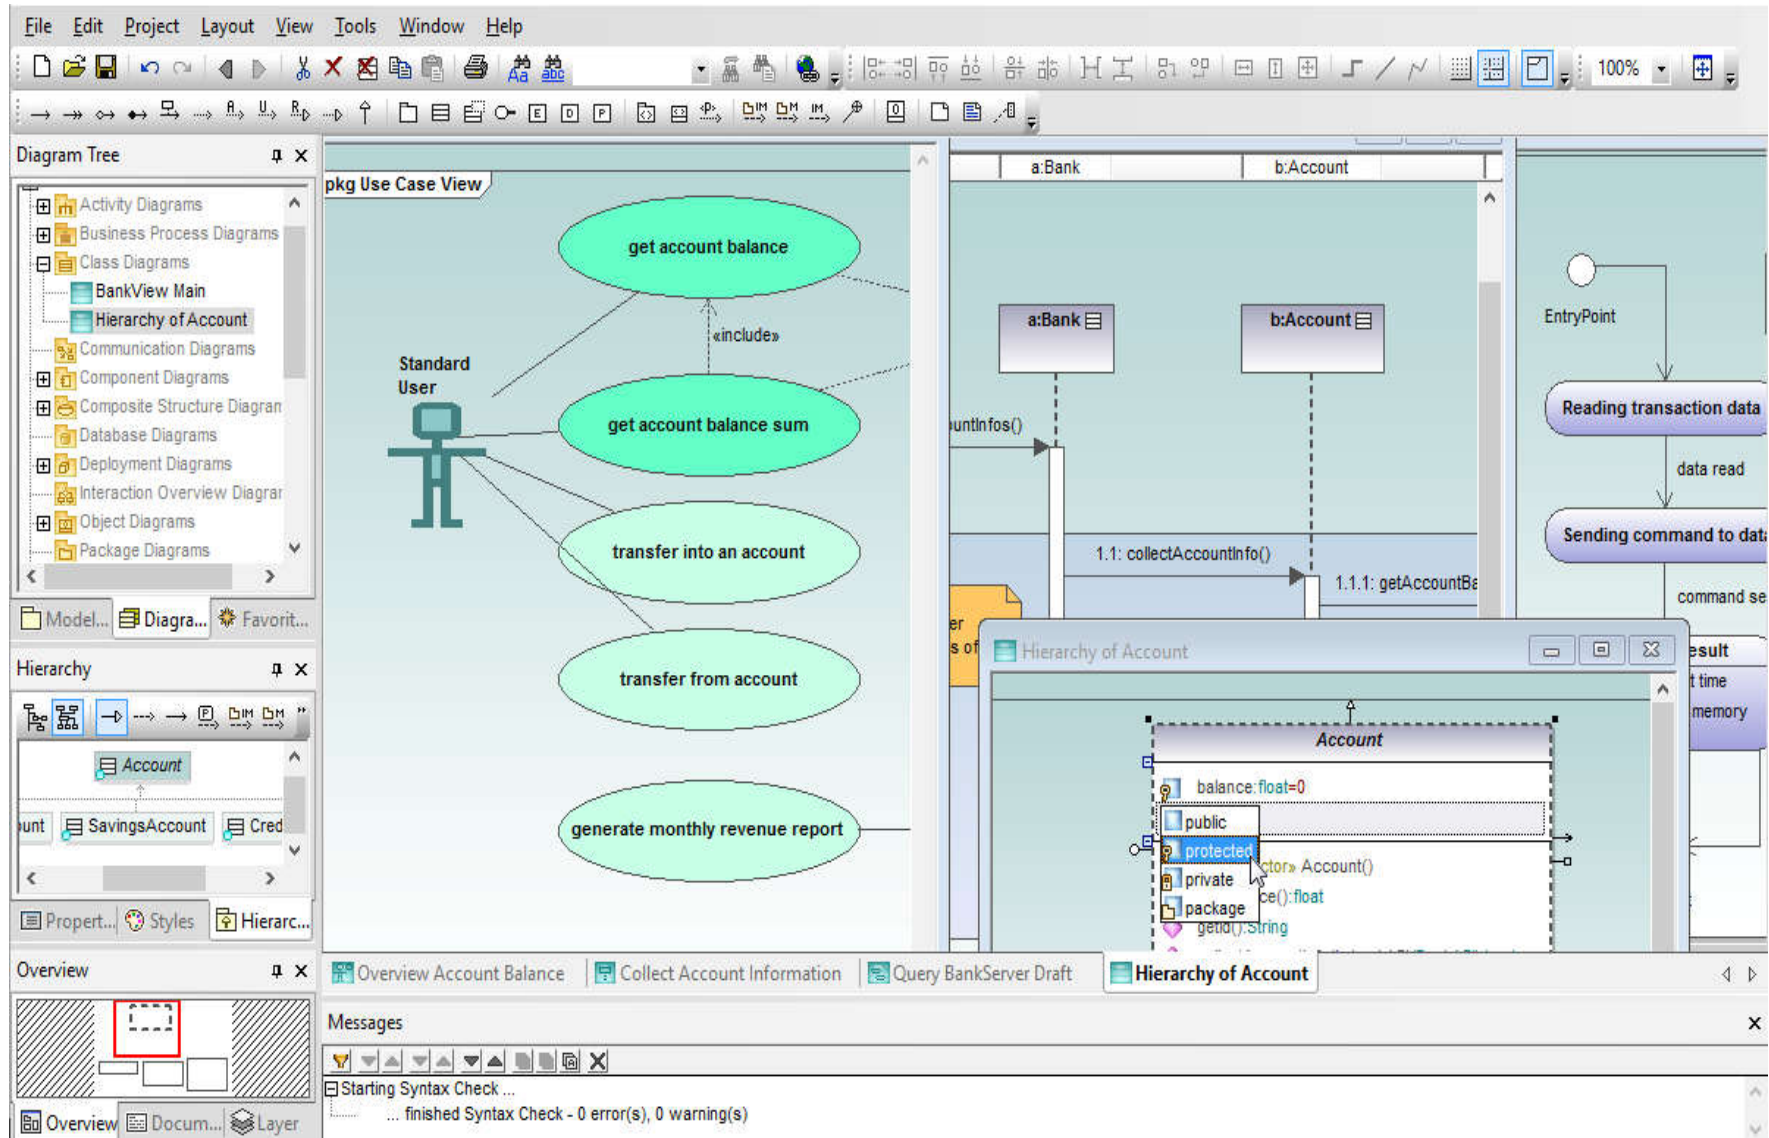 File Edit Project Layout View Tools Window Help
100%
Diagram Tree
Activity Diagrams
Business Process Diagrams
Class Diagrams
BankView Main
Hierarchy of Account
Communication Diagrams
Component Diagrams
Composite Structure Diagran
Database Diagrams
Deployment Diagrams
Interaction Overview Diagrar
Object Diagrams
Package Diagrams
Model... Diagra... Favorit...
Hierarchy
Account
unt SavingsAccount Cred
Propert... Styles Hierarc...
Overview
Overview Docum... Layer
pkg Use Case View
get account balance
«include»
Standard
User
get account balance sum
transfer into an account
transfer from account
generate monthly revenue report
a:Bank b:Account
a:Bank b:Account
untInfos()
1.1: collectAccountInfo()
1.1.1: getAccountBa
er
s of
EntryPoint
Reading transaction data
data read
Sending command to data
command se
esult
t time
memory
Hierarchy of Account
Account
balance:float=0
public
protected
private
package
ctor» Account()
ce():float
getId():String
Overview Account Balance Collect Account Information Query BankServer Draft Hierarchy of Account
Messages
Starting Syntax Check ...
... finished Syntax Check - 0 error(s), 0 warning(s)